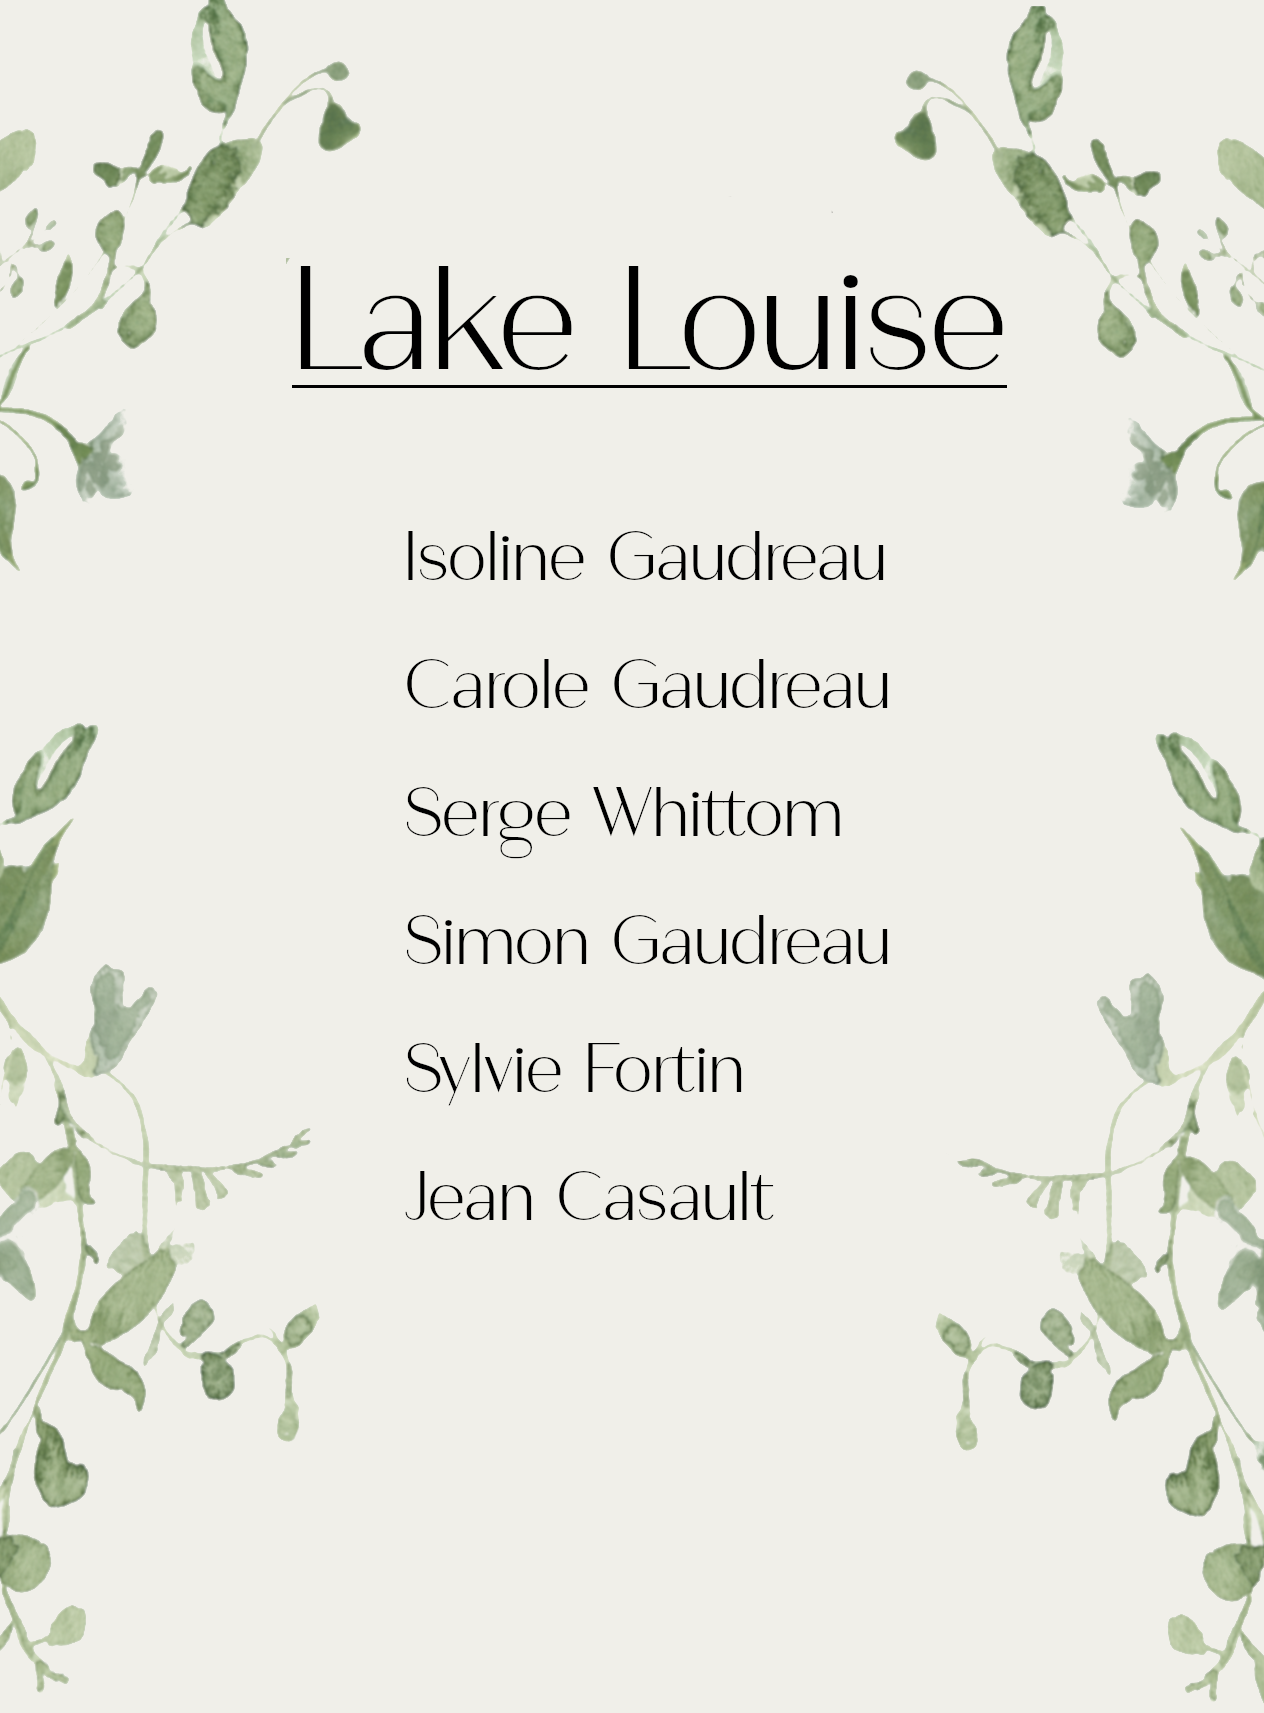 Lake Louise
Isoline Gaudreau
Carole Gaudreau
Serge Whittom
Simon Gaudreau
Sylvie Fortin
Jean Casault